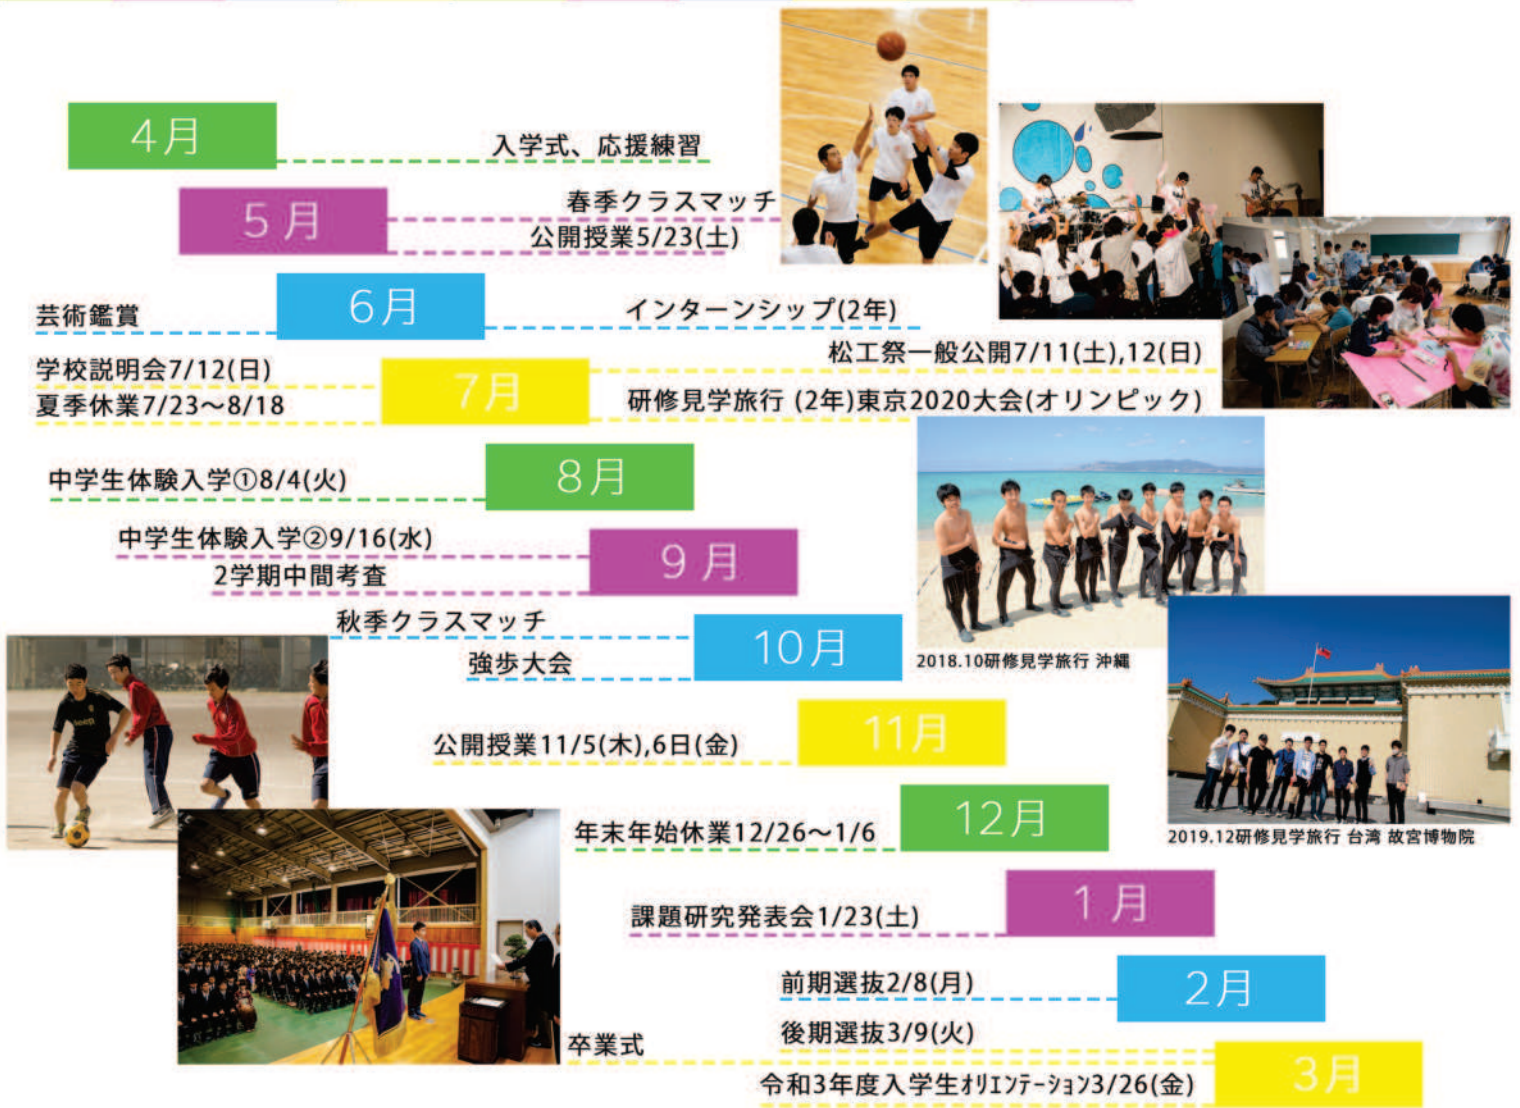 4月
入学式、応援練習
5月
春季クラスマッチ
公開授業5/23(土)
6月
芸術鑑賞
インターンシップ(2年)
7月
学校説明会7/12(日)
夏季休業7/23～8/18
松工祭一般公開7/11(土),12(日)
研修見学旅行 (2年)東京2020大会(オリンピック)
8月
中学生体験入学①8/4(火)
9月
中学生体験入学②9/16(水)
2学期中間考査
10月
秋季クラスマッチ
強歩大会
2018.10研修見学旅行 沖縄
11月
公開授業11/5(木),6日(金)
12月
年末年始休業12/26～1/6
2019.12研修見学旅行 台湾 故宮博物院
1月
課題研究発表会1/23(土)
2月
前期選抜2/8(月)
3月
後期選抜3/9(火)
卒業式
令和3年度入学生ｵﾘｴﾝﾃｰｼｮﾝ3/26(金)